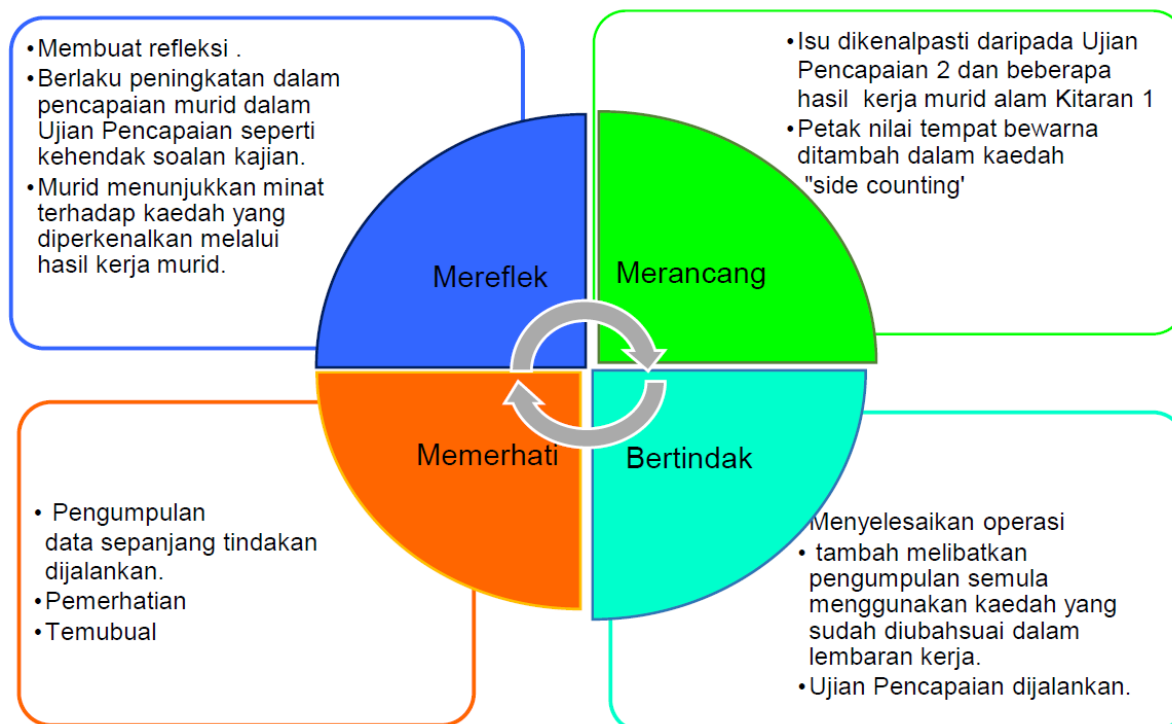 •Membuat refleksi .
•Berlaku peningkatan dalam
pencapaian murid dalam
Ujian Pencapaian seperti
kehendak soalan kajian.
•Murid menunjukkan minat
terhadap kaedah yang
diperkenalkan melalui
hasil kerja murid.
•Isu dikenalpasti daripada Ujian
Pencapaian 2 dan beberapa
hasil kerja murid alam Kitaran 1
•Petak nilai tempat bewarna
ditambah dalam kaedah
"side counting'
Mereflek
Merancang
Memerhati
Bertindak
• Pengumpulan
data sepanjang tindakan
dijalankan.
•Pemerhatian
•Temubual
Menyelesaikan operasi
• tambah melibatkan
pengumpulan semula
menggunakan kaedah yang
sudah diubahsuai dalam
lembaran kerja.
•Ujian Pencapaian dijalankan.